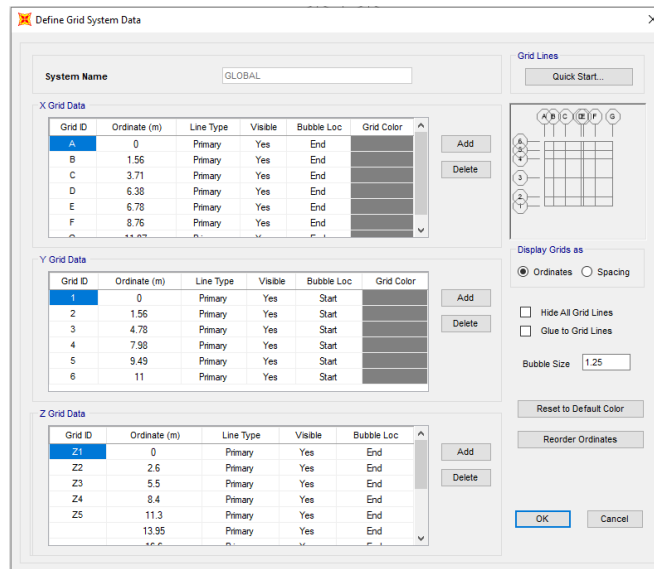 Define Grid System Data
System Name
GLOBAL
Grid Lines
Quick Start...
X Grid Data
Grid ID Ordinate (m) Line Type Visible Bubble Loc Grid Color
A 0 Primary Yes End
B 1.56 Primary Yes End
C 3.71 Primary Yes End
D 6.38 Primary Yes End
E 6.78 Primary Yes End
F 8.76 Primary Yes End
Add
Delete
A B C D E F G
6
5
4
3
2
1
Y Grid Data
Grid ID Ordinate (m) Line Type Visible Bubble Loc Grid Color
1 0 Primary Yes Start
2 1.56 Primary Yes Start
3 4.78 Primary Yes Start
4 7.98 Primary Yes Start
5 9.49 Primary Yes Start
6 11 Primary Yes Start
Add
Delete
Display Grids as
Ordinates Spacing
Hide All Grid Lines
Glue to Grid Lines
Bubble Size 1.25
Z Grid Data
Grid ID Ordinate (m) Line Type Visible Bubble Loc
Z1 0 Primary Yes End
Z2 2.6 Primary Yes End
Z3 5.5 Primary Yes End
Z4 8.4 Primary Yes End
Z5 11.3 Primary Yes End
13.95 Primary Yes End
Add
Delete
Reset to Default Color
Reorder Ordinates
OK Cancel